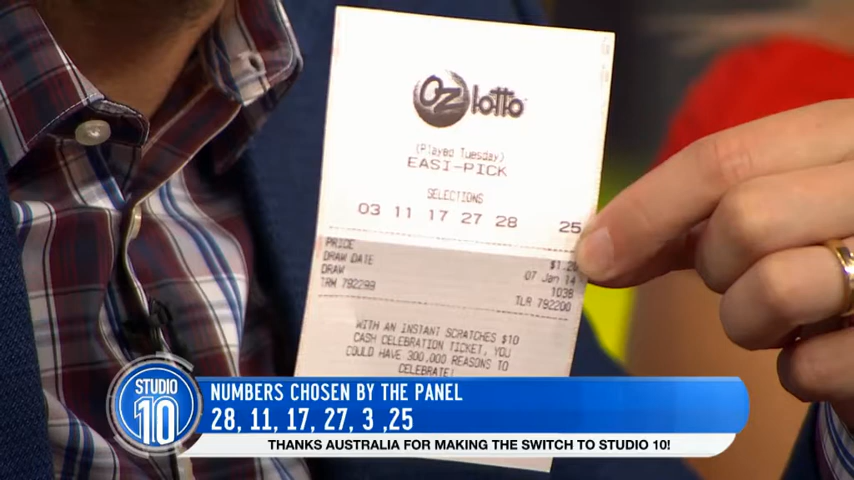 Oz lotto
(Played Tuesday)
EASI-PICK
SELECTIONS
03 11 17 27 28 25
PRICE $1.20
DRAW DATE 07 Jan 14
DRAW 1038
TRM 792299 TLR 792200
WITH AN INSTANT SCRATCHES $10
CASH CELEBRATION TICKET, YOU
COULD HAVE 300,000 REASONS TO
CELEBRATE!
STUDIO
10
NUMBERS CHOSEN BY THE PANEL
28, 11, 17, 27, 3 ,25
THANKS AUSTRALIA FOR MAKING THE SWITCH TO STUDIO 10!